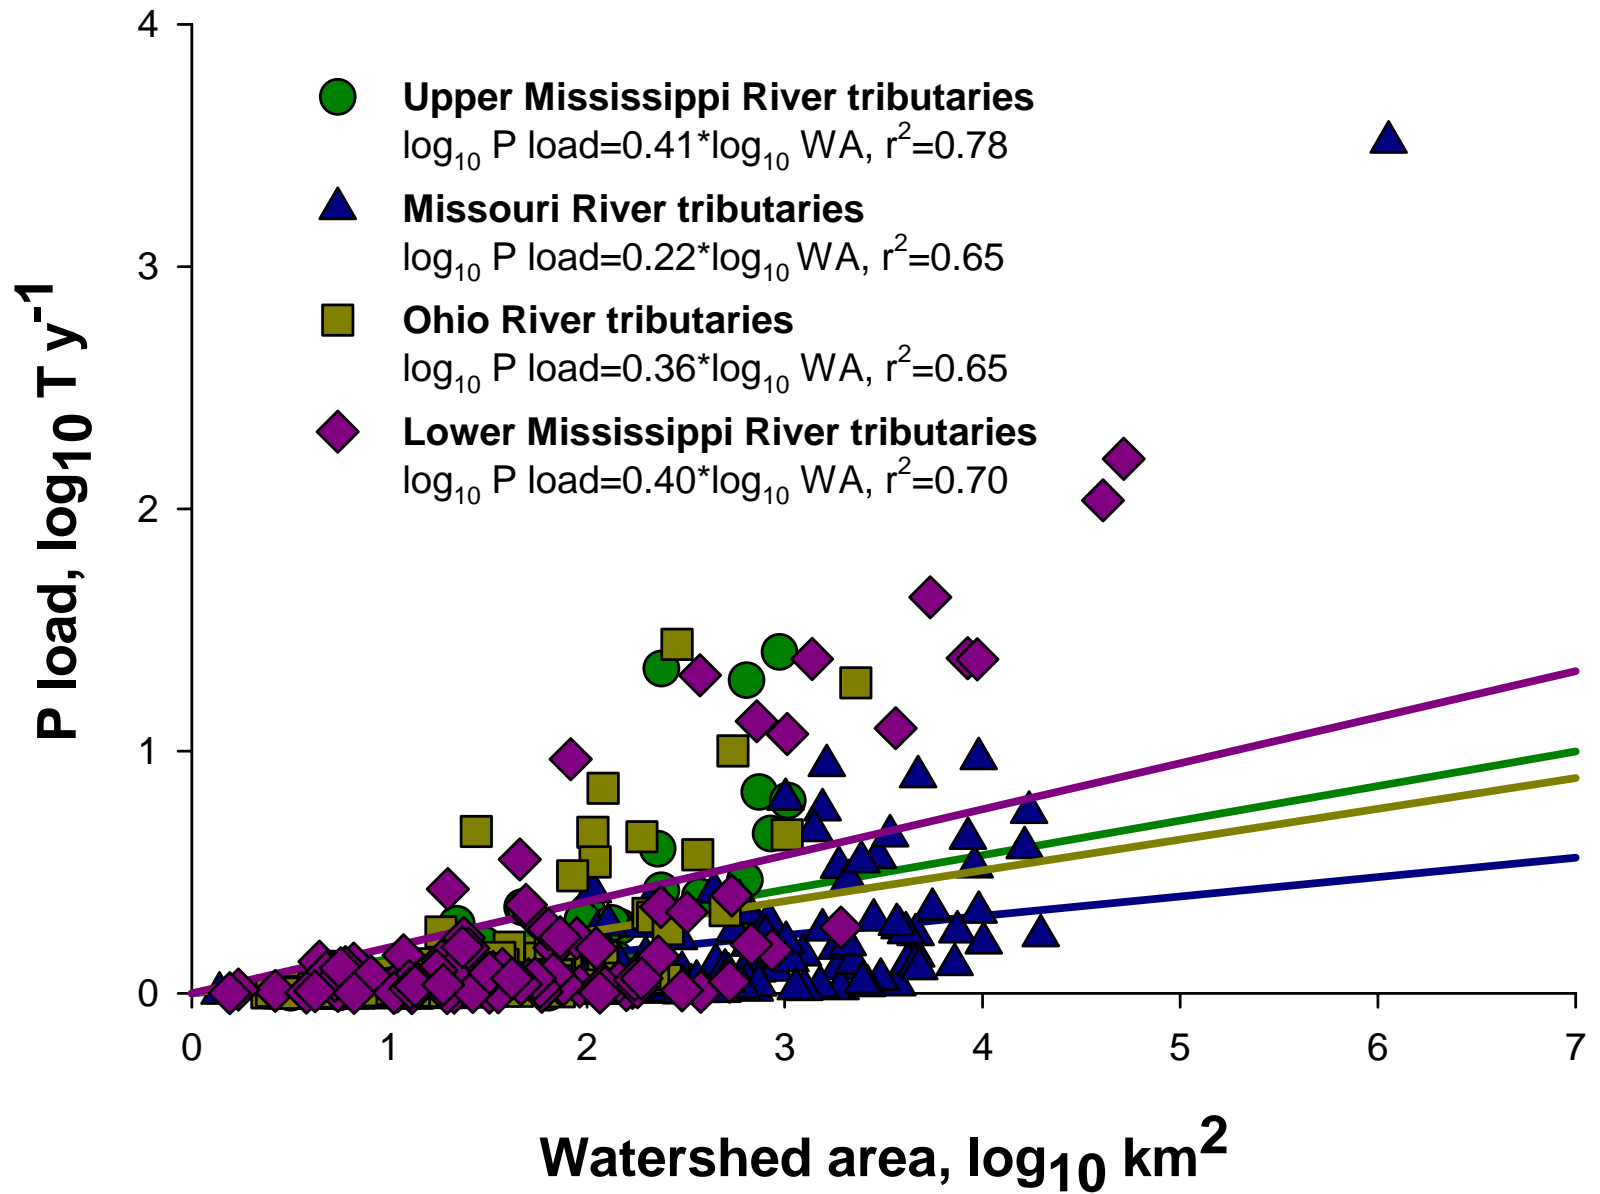 4
Upper Mississippi River tributaries
log10 P load=0.41*log10 WA, r2=0.78
Missouri River tributaries
log10 P load=0.22*log10 WA, r2=0.65
3
Ohio River tributaries
log10 P load=0.36*log10 WA, r2=0.65
Lower Mississippi River tributaries
log10 P load=0.40*log10 WA, r2=0.70
2
1
0
P load, log10 T y-1
0 1 2 3 4 5 6 7
Watershed area, log10 km2